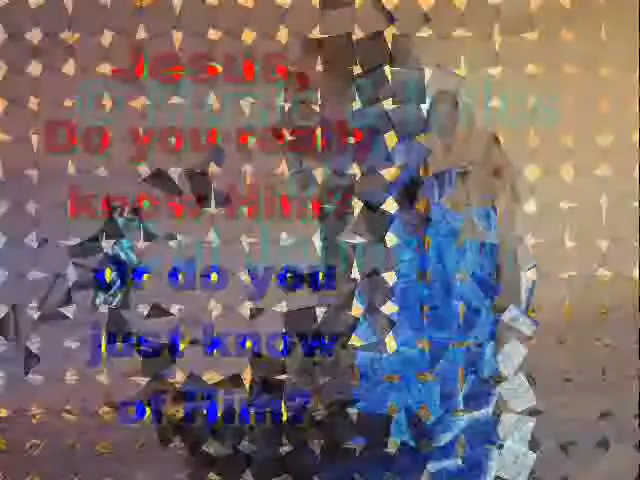 Jesus,
Do you really
know Him?
or do you
just know
of Him?